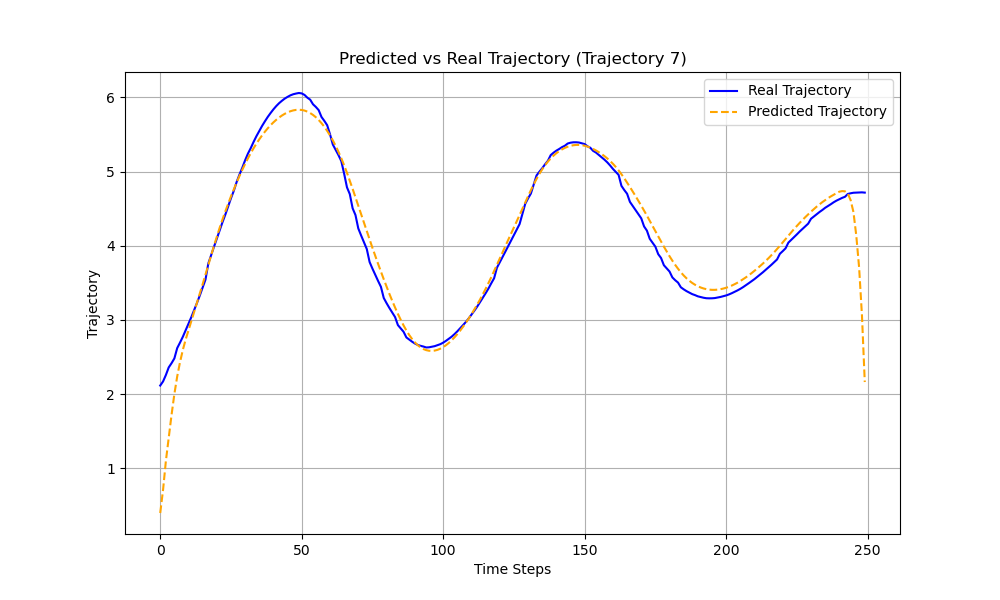 Predicted vs Real Trajectory (Trajectory 7)
Real Trajectory
Predicted Trajectory
6
5
4
3
2
1
Trajectory
0 50 100 150 200 250
Time Steps